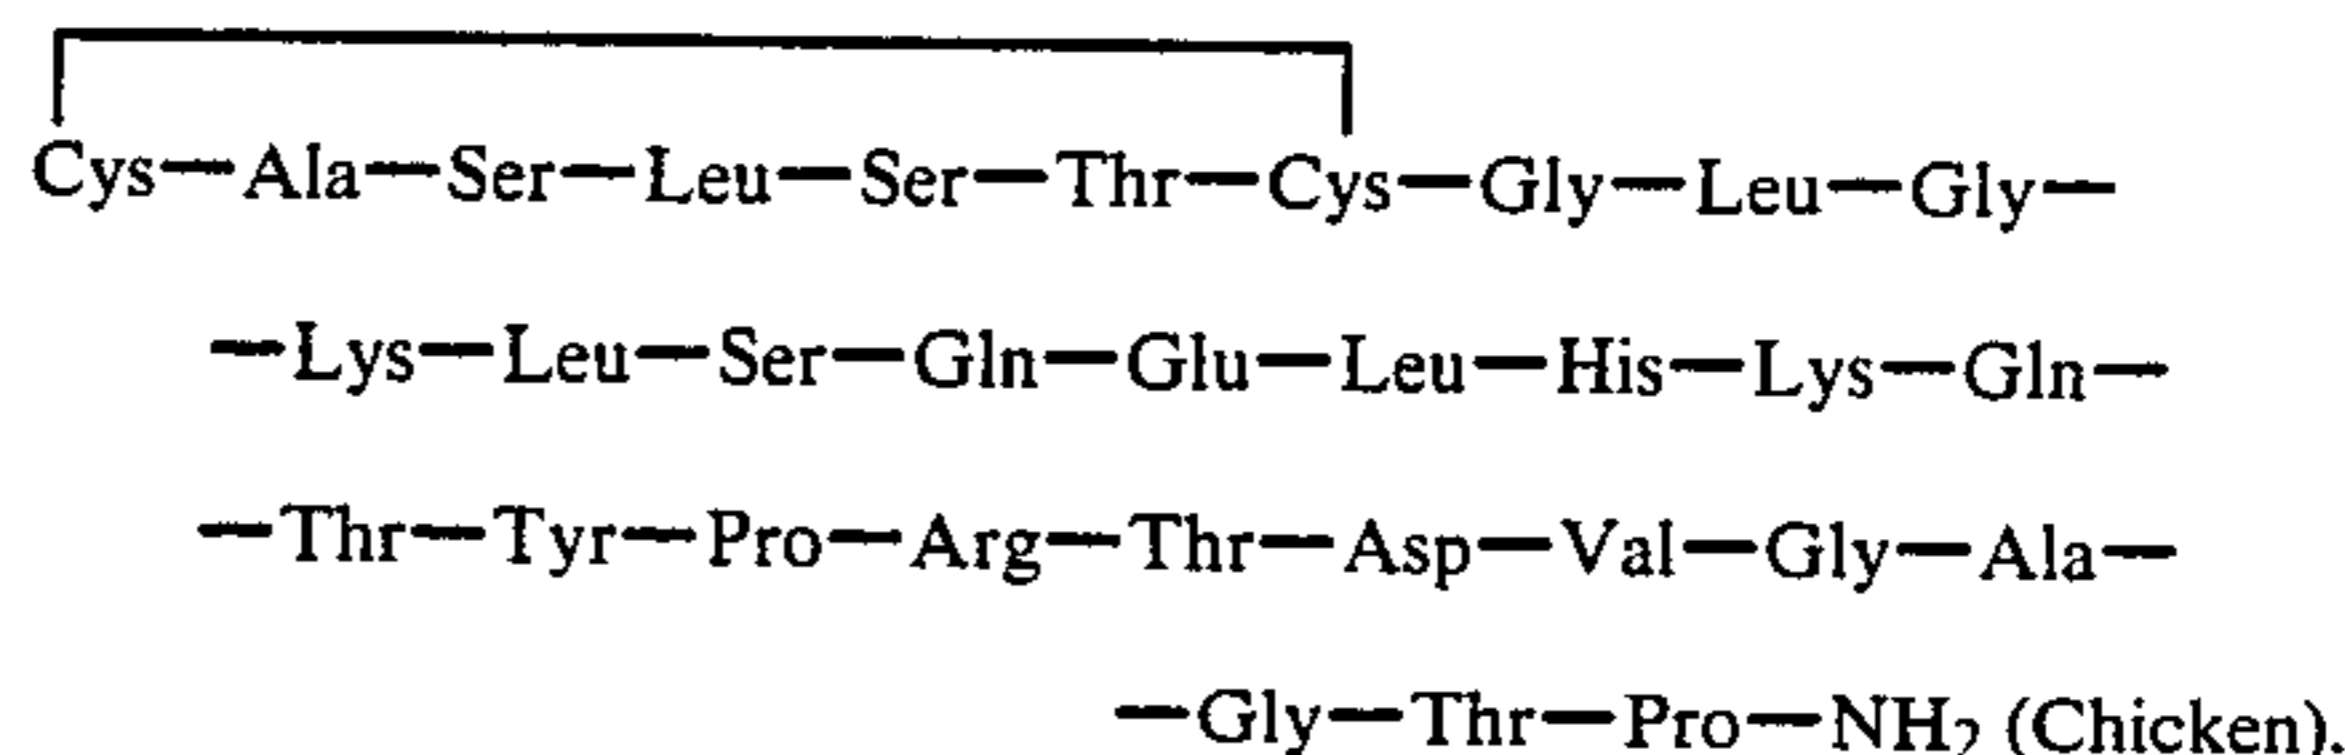 Cys—Ala—Ser—Leu—Ser—Thr—Cys—Gly—Leu—Gly—
—Lys—Leu—Ser—Gln—Glu—Leu—His—Lys—Gln—
—Thr—Tyr—Pro—Arg—Thr—Asp—Val—Gly—Ala—
—Gly—Thr—Pro—NH₂ (Chicken).